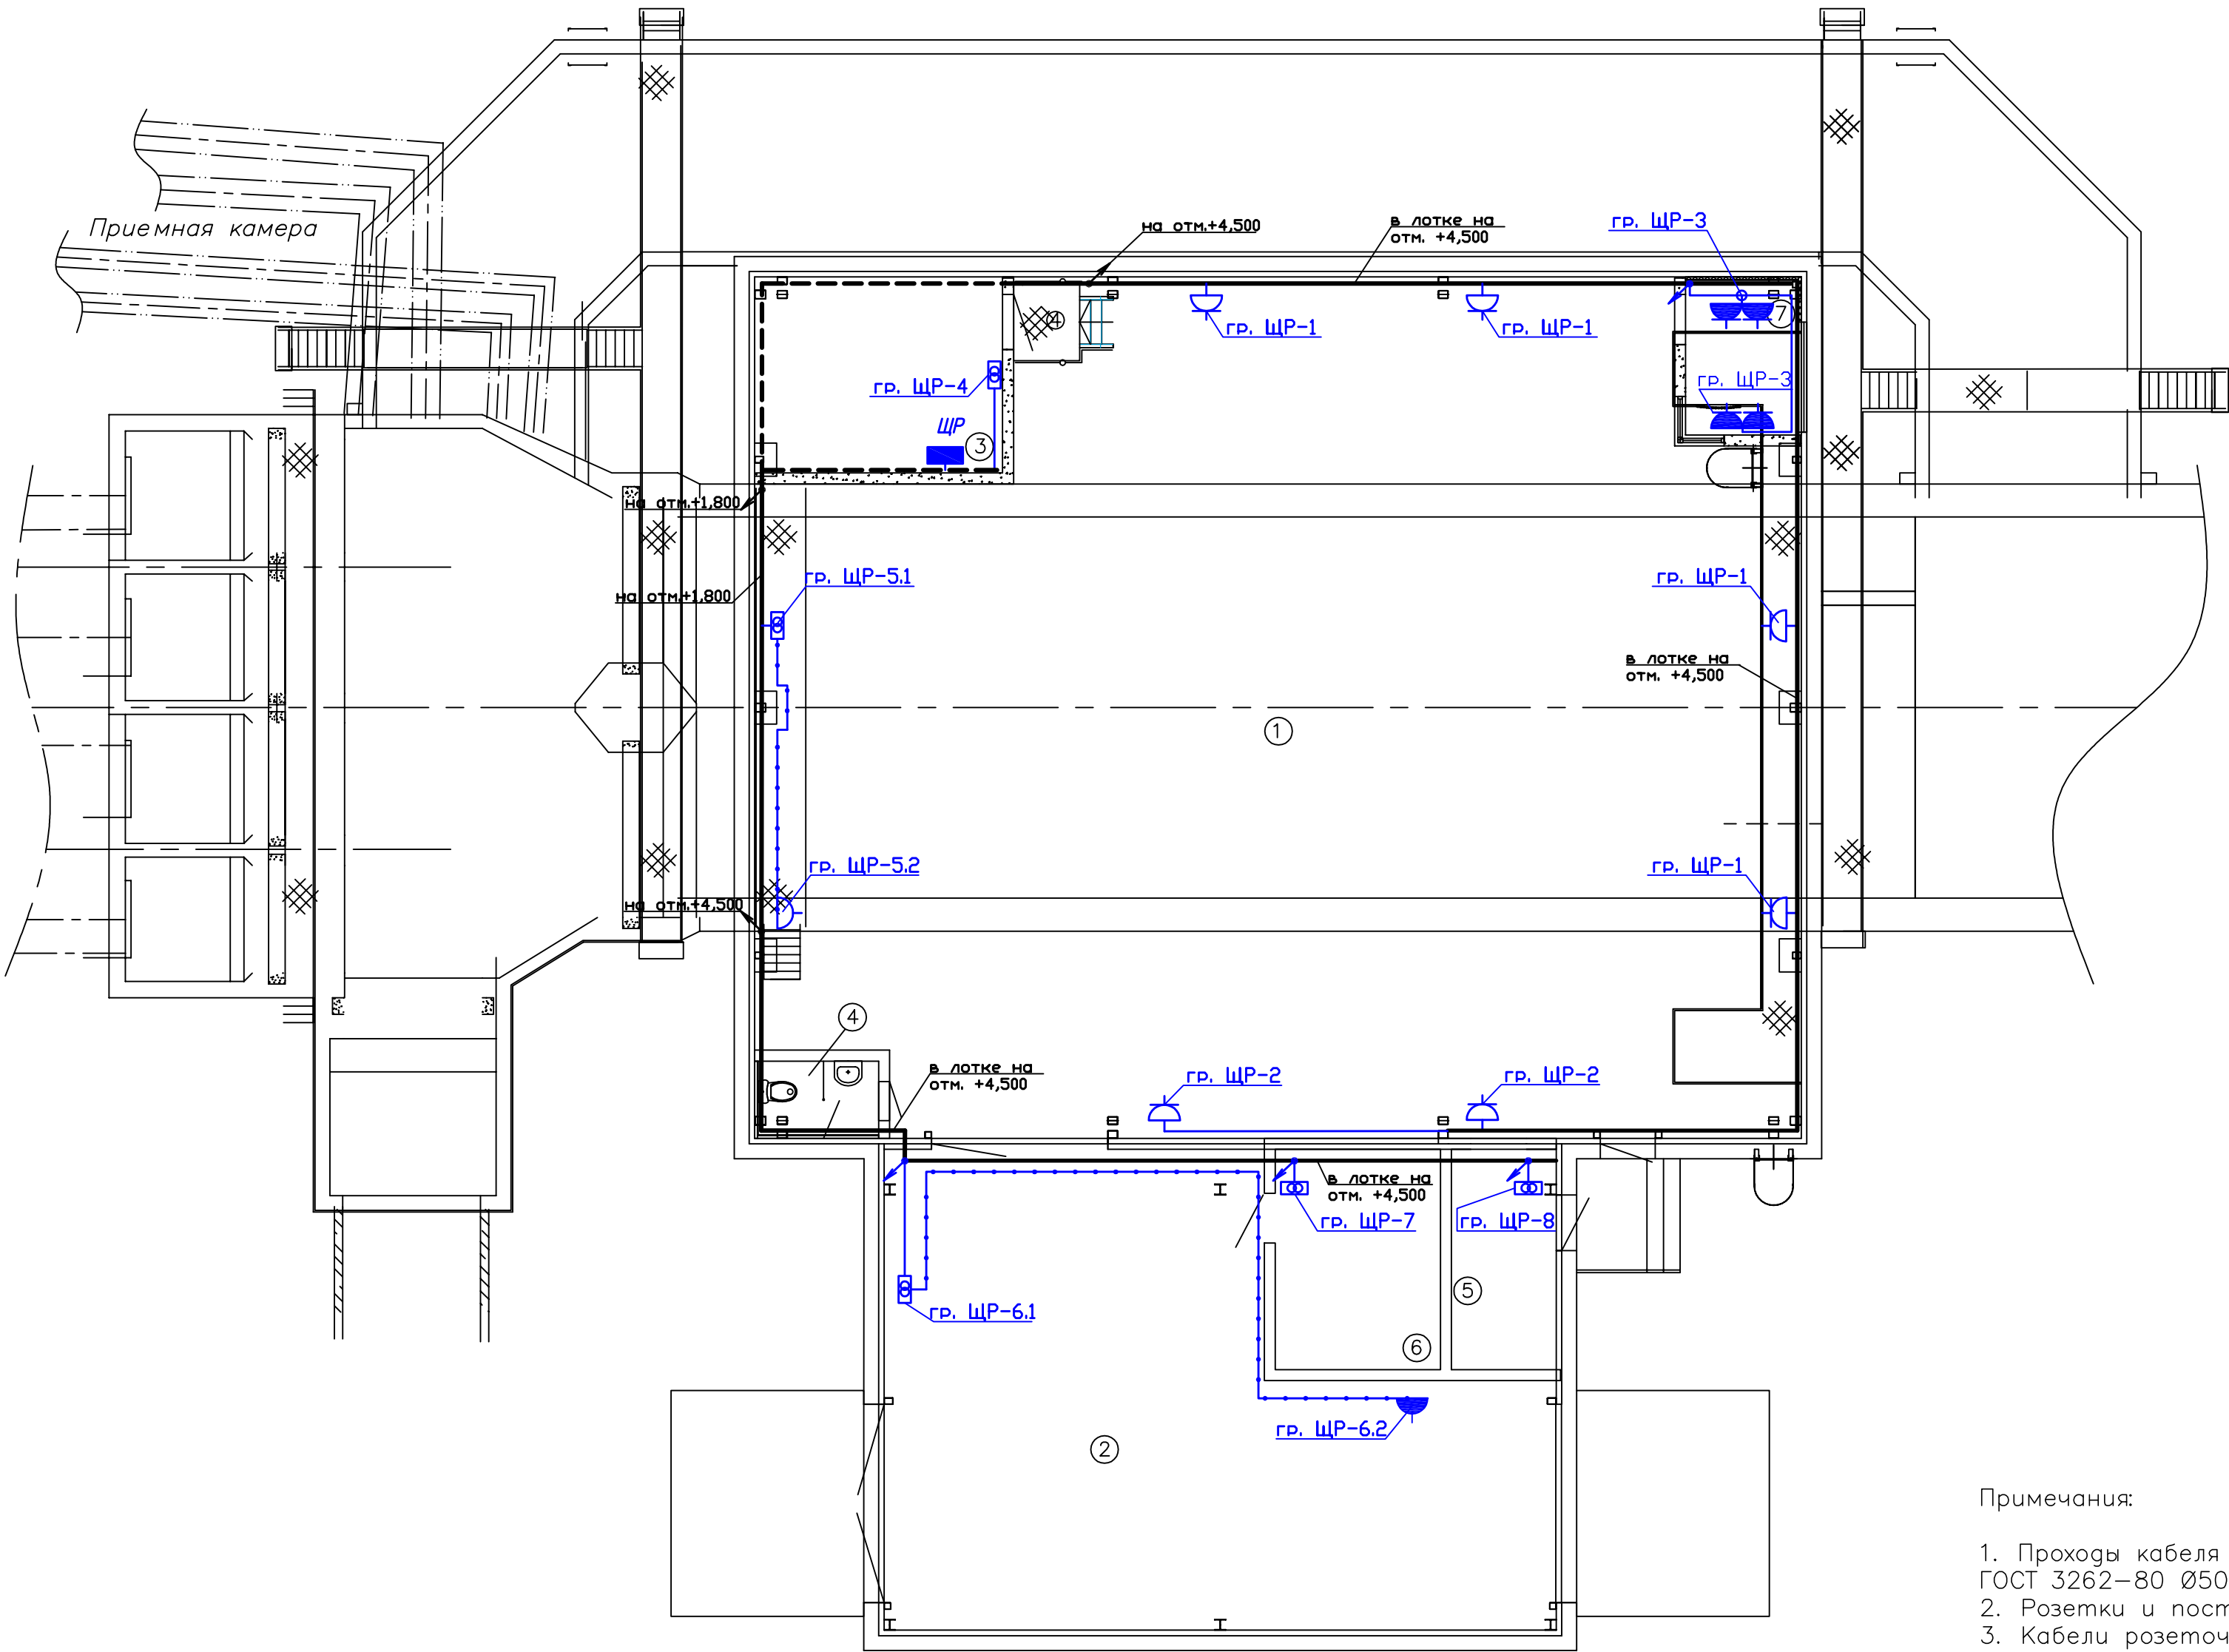 на отм.+4,500
в лотке на
отм. +4,500
гр. ЩР-3
Приемная камера
4
7
гр. ЩР-1
гр. ЩР-1
гр. ЩР-4
гр. ЩР-3
ЩР
3
на отм.+1,800
гр. ЩР-5.1
гр. ЩР-1
на отм.+1,800
в лотке на
отм. +4,500
1
гр. ЩР-5.2
гр. ЩР-1
на отм.+4,500
4
в лотке на
отм. +4,500
гр. ЩР-2
гр. ЩР-2
в лотке на
отм. +4,500
гр. ЩР-7
гр. ЩР-8
5
гр. ЩР-6.1
6
гр. ЩР-6.2
2
Примечания:
1. Проходы кабеля
ГОСТ 3262-80 Ø50
2. Розетки и пост
3. Кабели розеточ